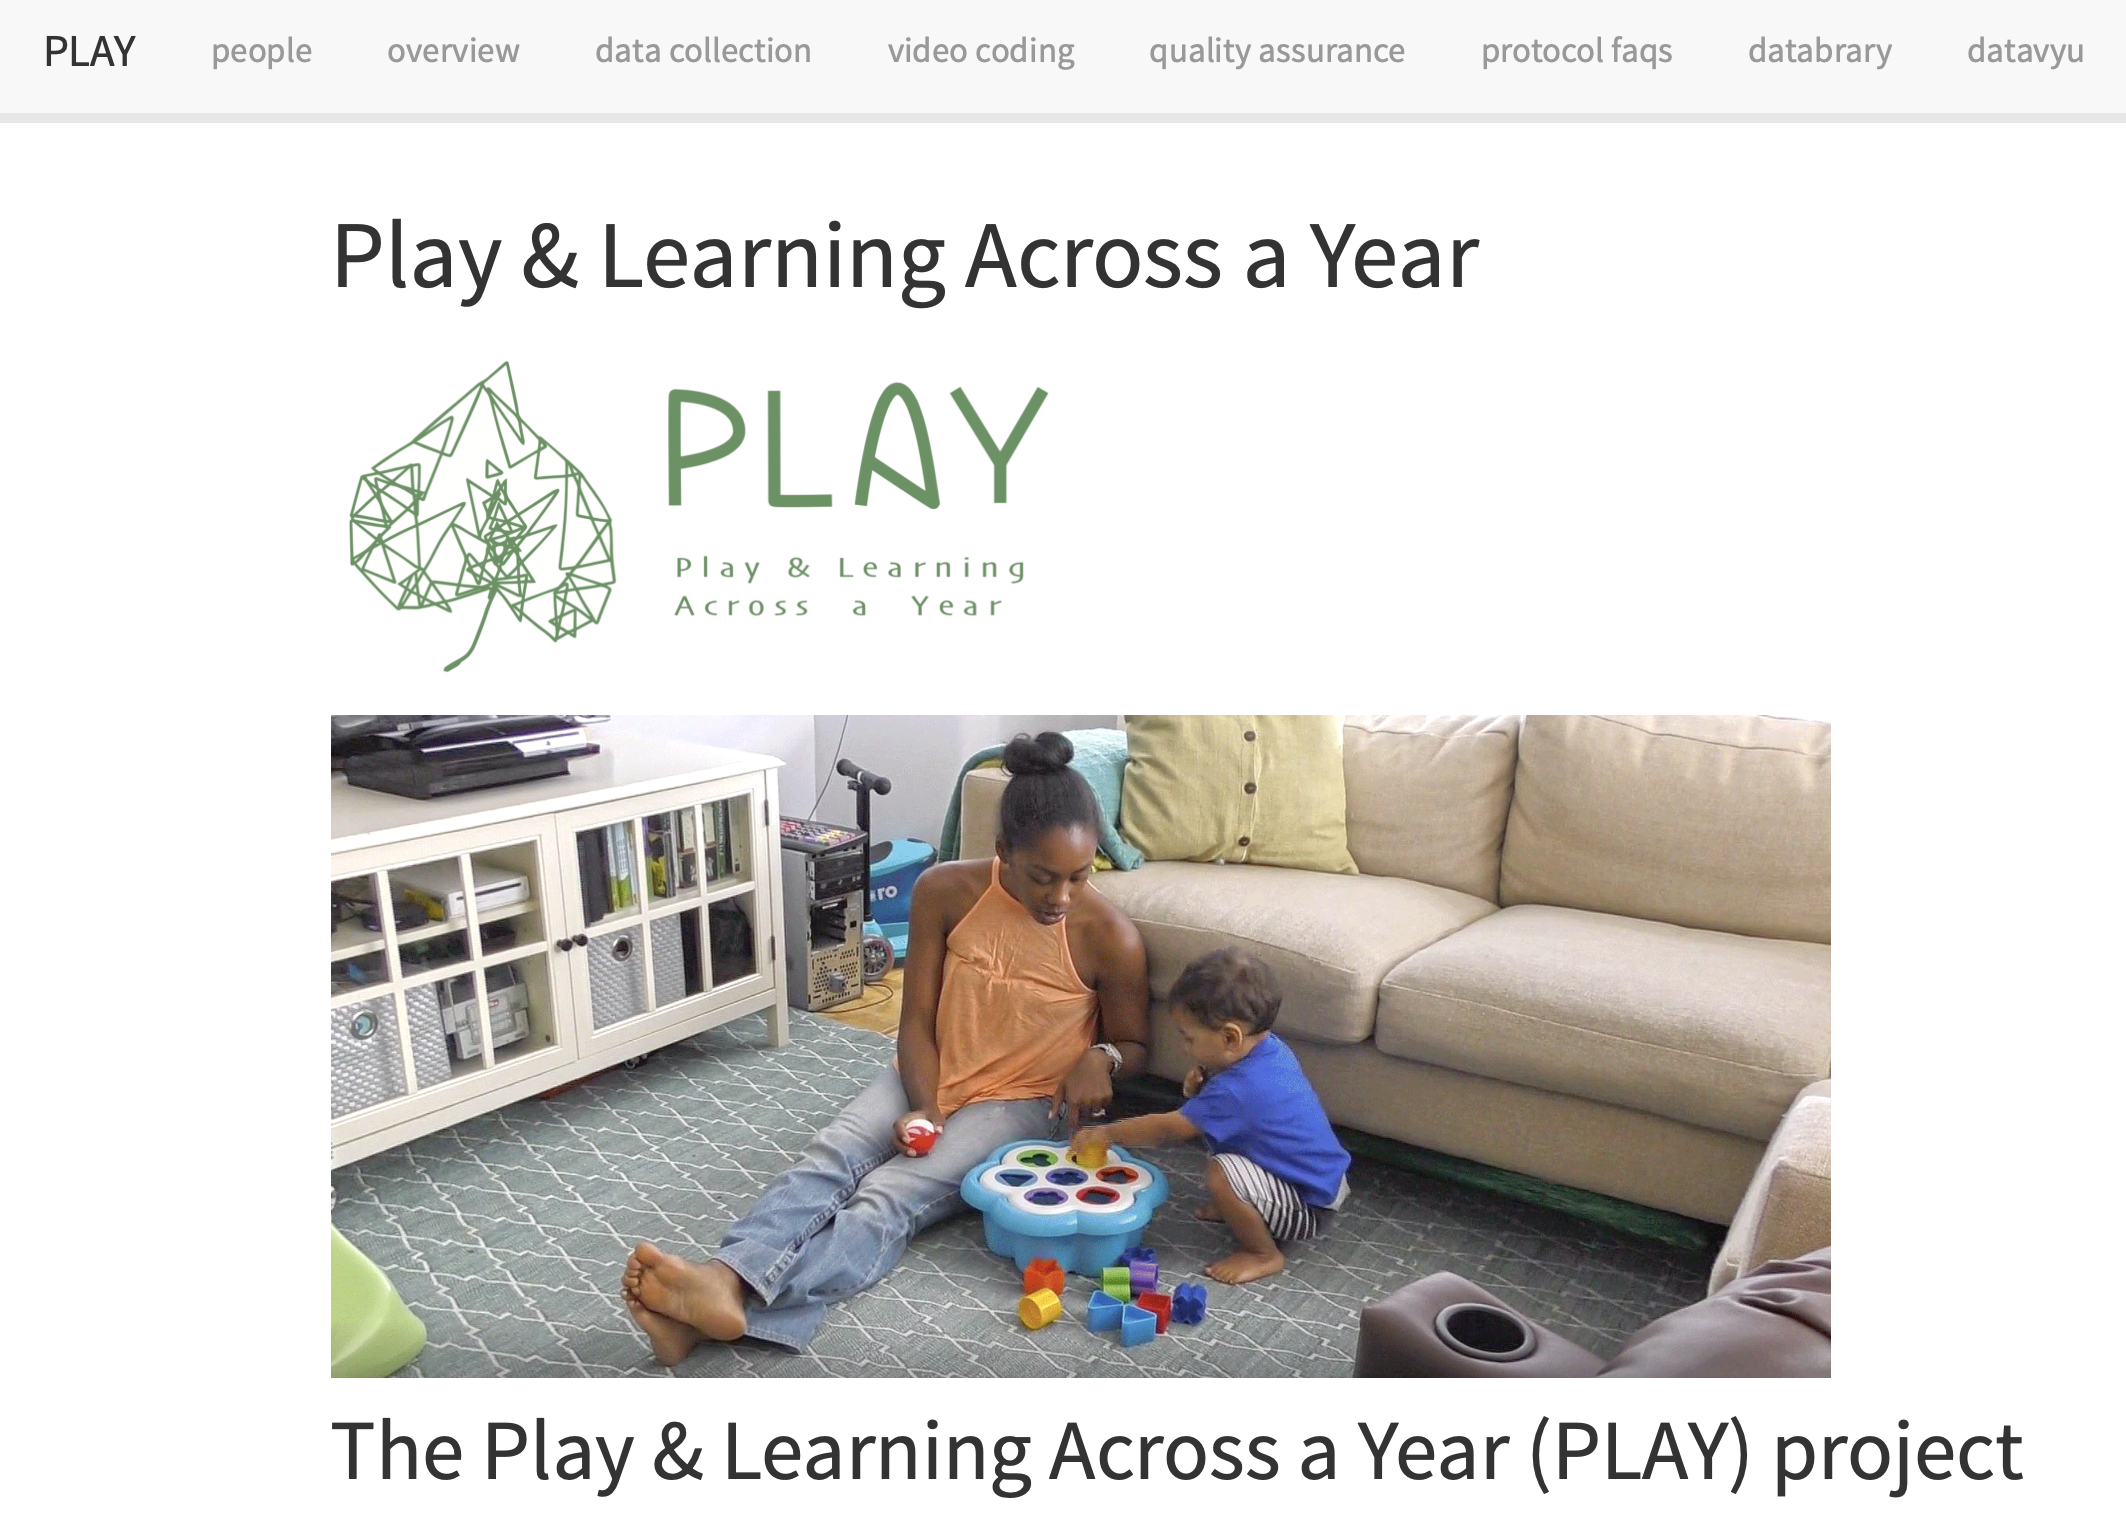 PLAY people overview data collection video coding quality assurance protocol faqs databrary datavyu
Play & Learning Across a Year
PLAY
Play & Learning
Across a Year
ro
The Play & Learning Across a Year (PLAY) project